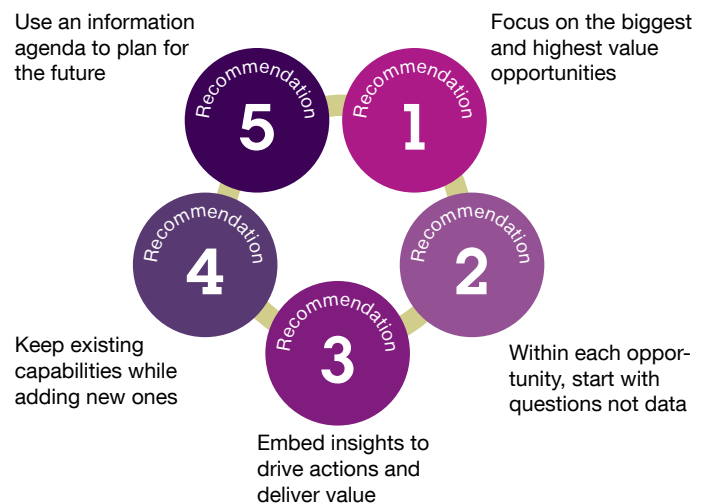 Recommendation
1
Focus on the biggest
and highest value
opportunities
Recommendation
2
Within each oppor-
tunity, start with
questions not data
Recommendation
3
Embed insights to
drive actions and
deliver value
Recommendation
4
Keep existing
capabilities while
adding new ones
Recommendation
5
Use an information
agenda to plan for
the future